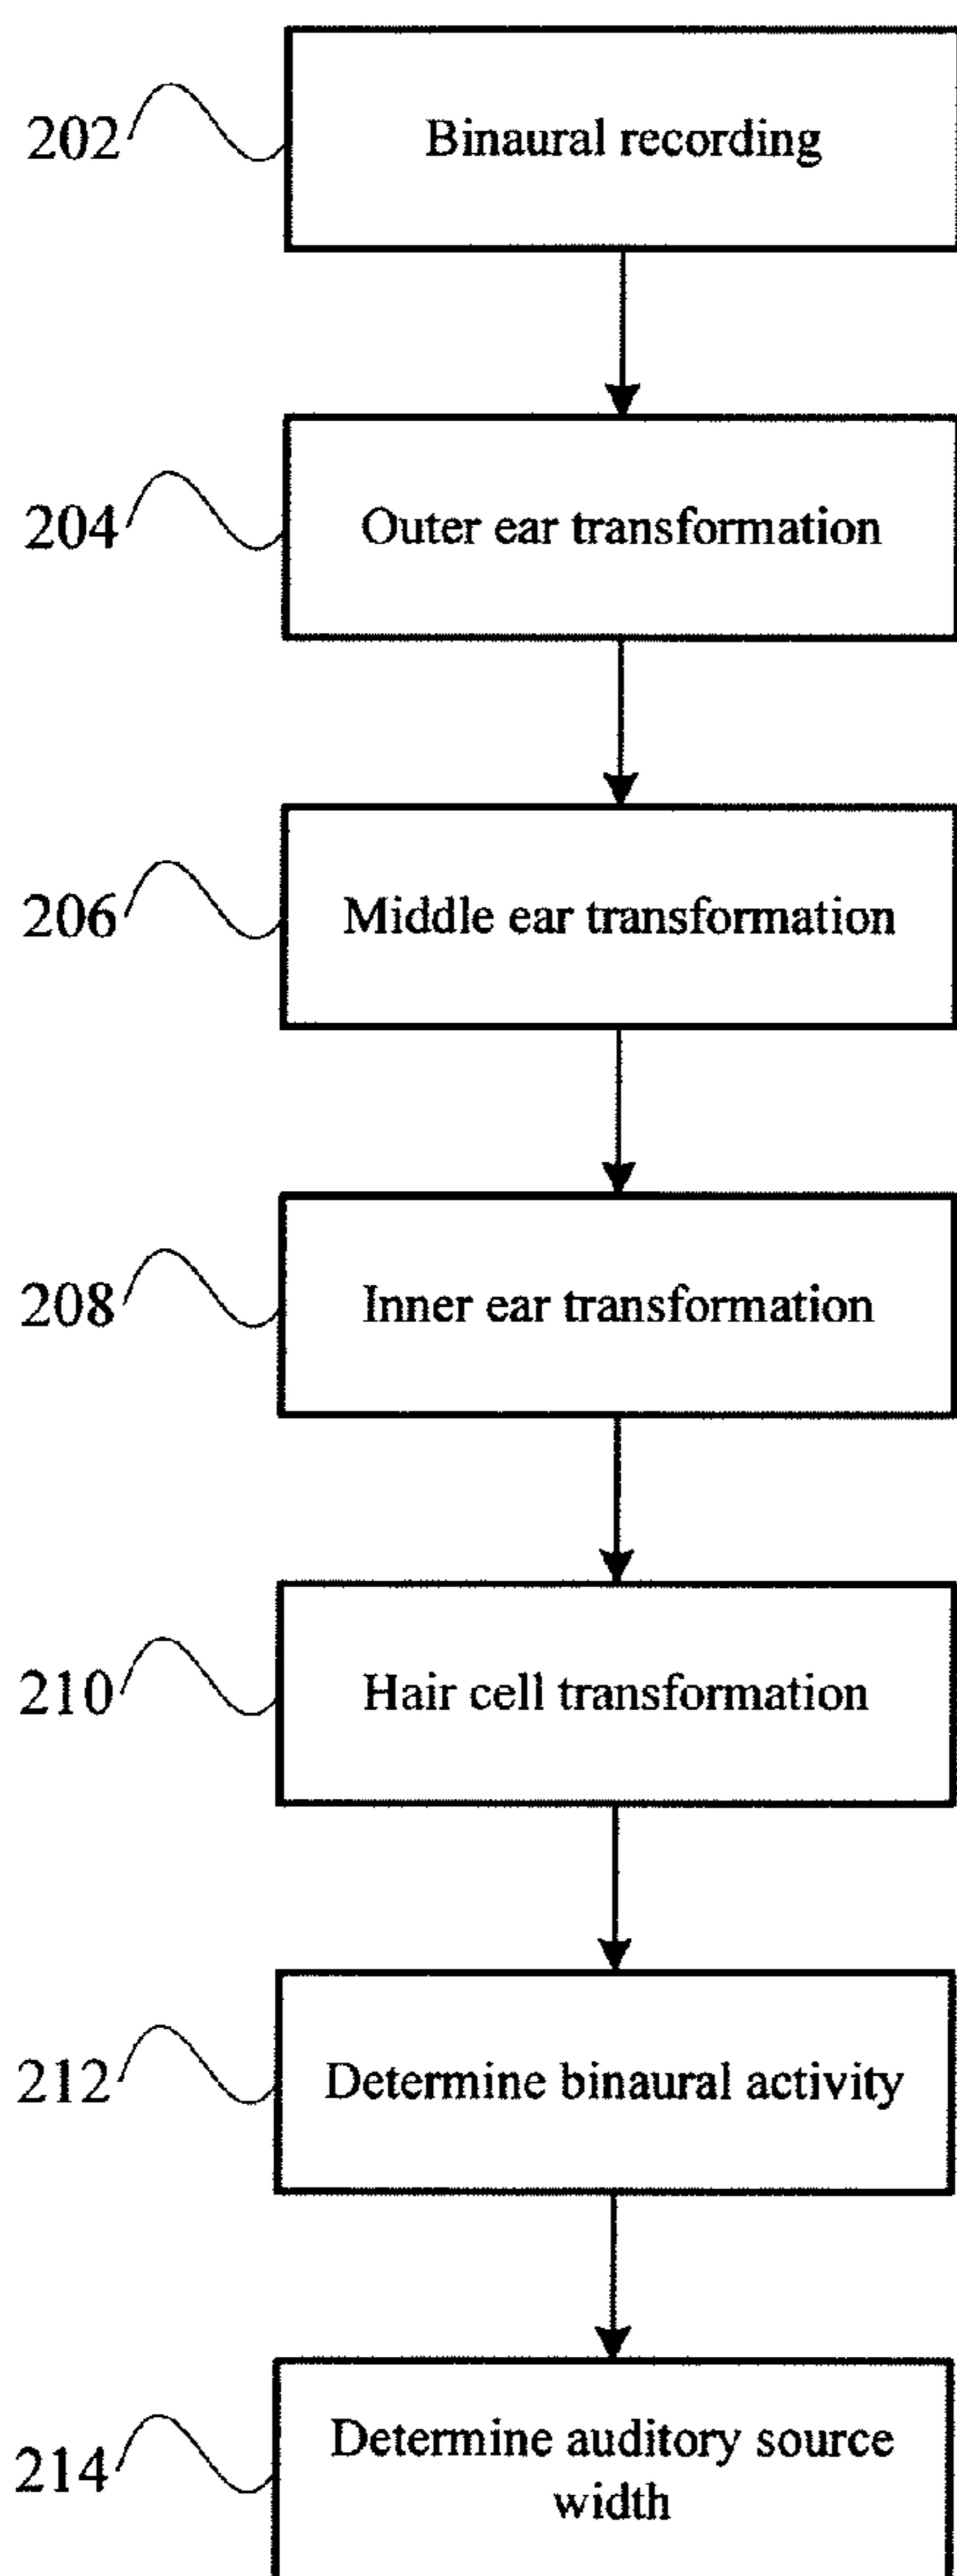 202
Binaural recording
204
Outer ear transformation
206
Middle ear transformation
208
Inner ear transformation
210
Hair cell transformation
212
Determine binaural activity
214
Determine auditory source
width